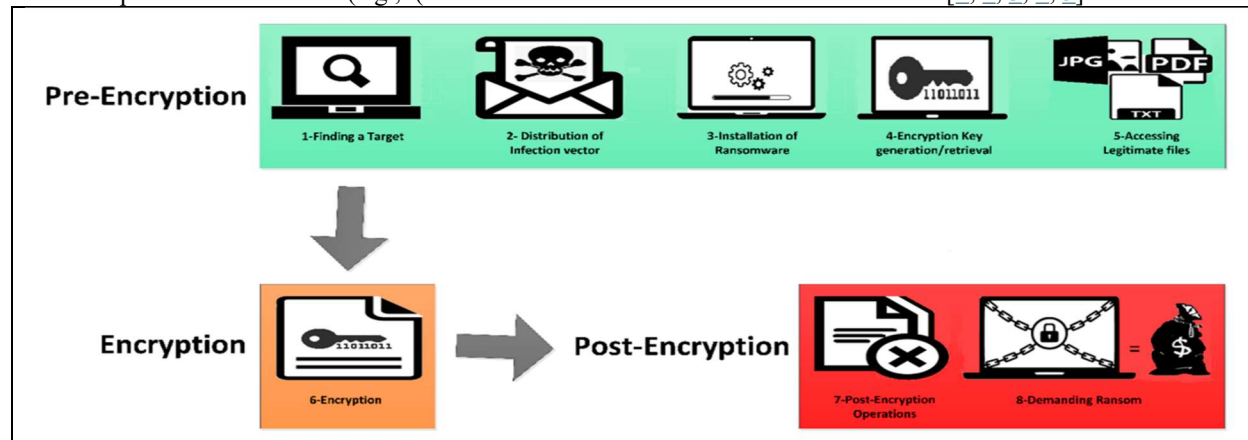 Pre-Encryption
1-Finding a Target
2- Distribution of
Infection vector
3-Installation of
Ransomware
11011011
4-Encryption Key
generation/retrieval
JPG
PDF
TXT
5-Accessing
Legitimate files
Encryption
11011011
6-Encryption
Post-Encryption
7-Post-Encryption
Operations
=
$
8-Demanding Ransom